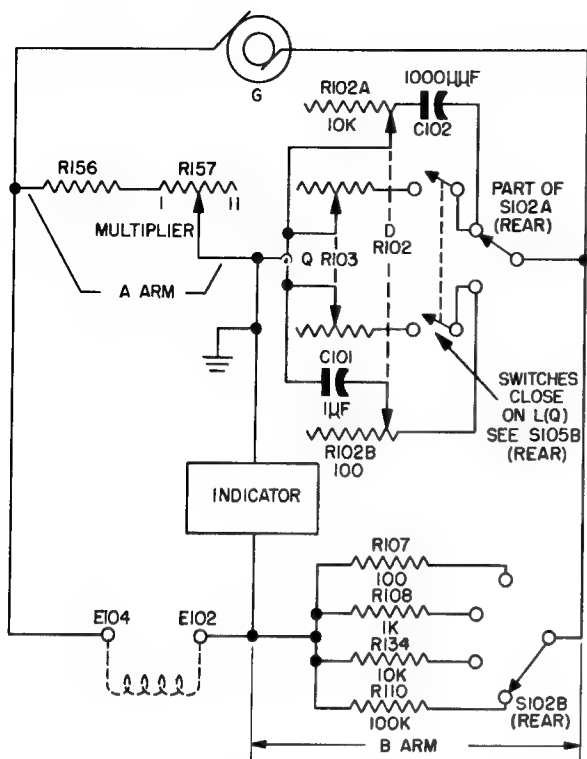 G
R102A
10K
1000μμF
C102
R156
R157
1
11
MULTIPLIER
A ARM
Q R103
D
R102
PART OF
S102A
(REAR)
C101
1μF
R102B
100
SWITCHES
CLOSE
ON L(Q)
SEE S105B
(REAR)
INDICATOR
R107
100
R108
1K
R134
10K
R110
100K
E104
E102
S102B
(REAR)
B ARM